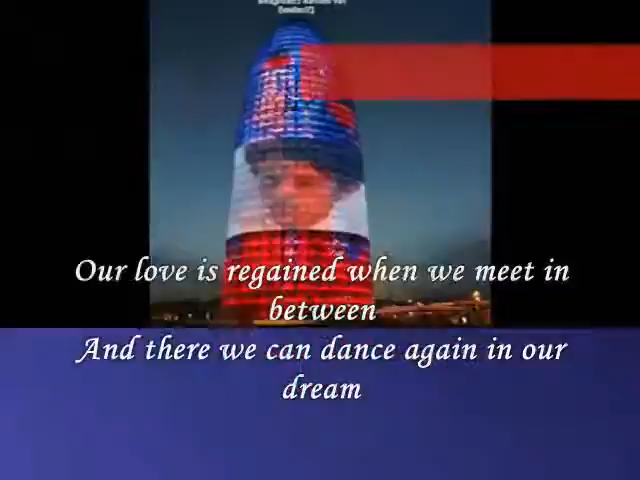 Our love is regained when we meet in
between
And there we can dance again in our
dream